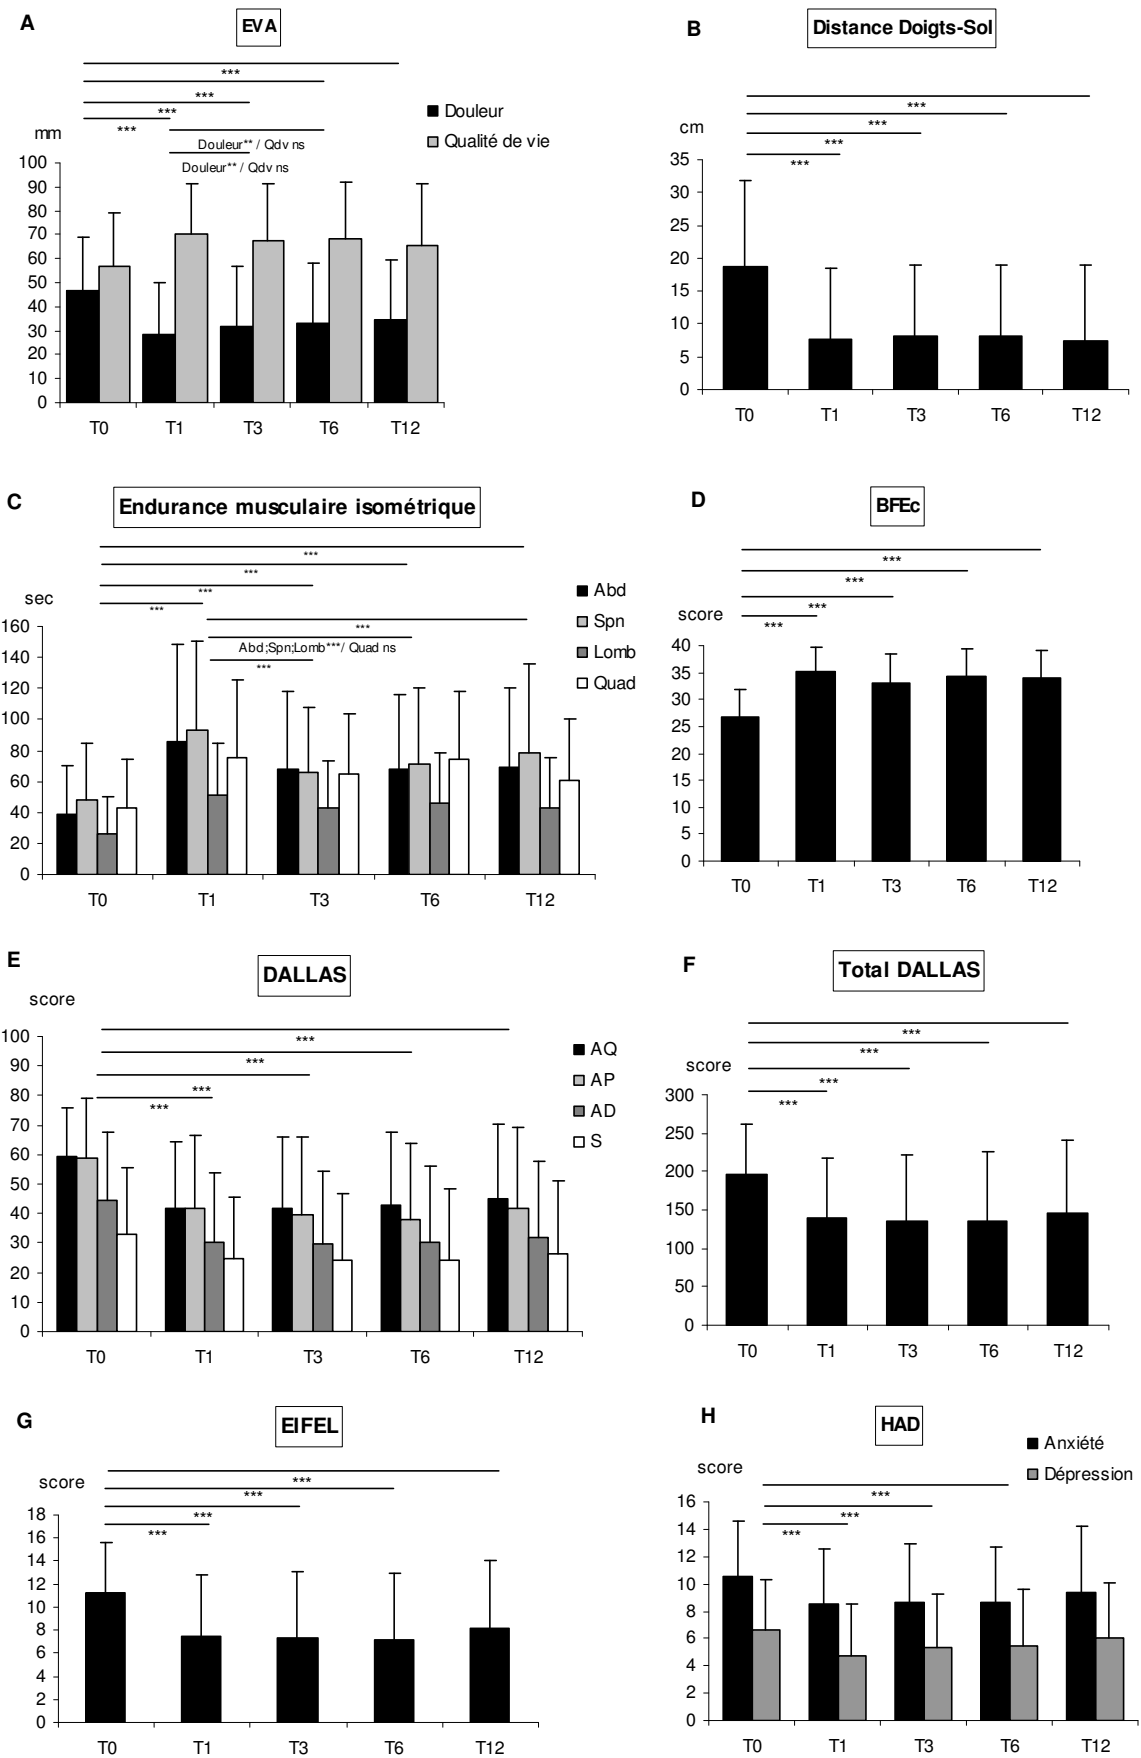 A
EVA
***
***
***
***
Douleur** / Qdv ns
Douleur** / Qdv ns
Douleur
Qualité de vie
mm
100
90
80
70
60
50
40
30
20
10
0
T0 T1 T3 T6 T12
B
Distance Doigts-Sol
***
***
***
***
cm
35
30
25
20
15
10
5
0
T0 T1 T3 T6 T12
C
Endurance musculaire isométrique
***
***
***
***
***
Abd;Spn;Lomb***/ Quad ns
***
Abd
Spn
Lomb
Quad
sec
160
140
120
100
80
60
40
20
0
T0 T1 T3 T6 T12
D
BFEc
***
***
***
***
score
40
35
30
25
20
15
10
5
0
T0 T1 T3 T6 T12
E
DALLAS
***
***
***
***
AQ
AP
AD
S
score
100
90
80
70
60
50
40
30
20
10
0
T0 T1 T3 T6 T12
F
Total DALLAS
***
***
***
***
score
300
250
200
150
100
50
0
T0 T1 T3 T6 T12
G
EIFEL
***
***
***
***
score
18
16
14
12
10
8
6
4
2
0
T0 T1 T3 T6 T12
H
HAD
***
***
***
Anxiété
Dépression
score
16
14
12
10
8
6
4
2
0
T0 T1 T3 T6 T12